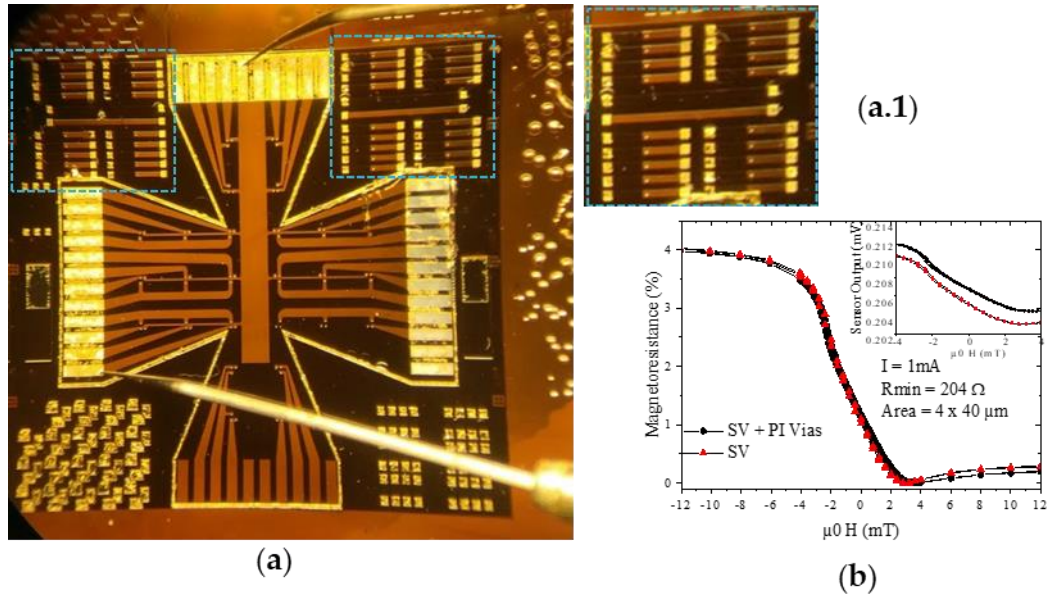 (a.1)
0.214
0.212
0.210
0.208
0.206
0.204
0.202
Sensor Output (mV)
-4 -2 0 2 4
µ0 H (mT)
I = 1mA
Rmin = 204 Ω
Area = 4 x 40 µm
SV + PI Vias
SV
Magnetoresistance (%)
4
3
2
1
0
-12 -10 -8 -6 -4 -2 0 2 4 6 8 10 12
µ0 H (mT)
(a)
(b)